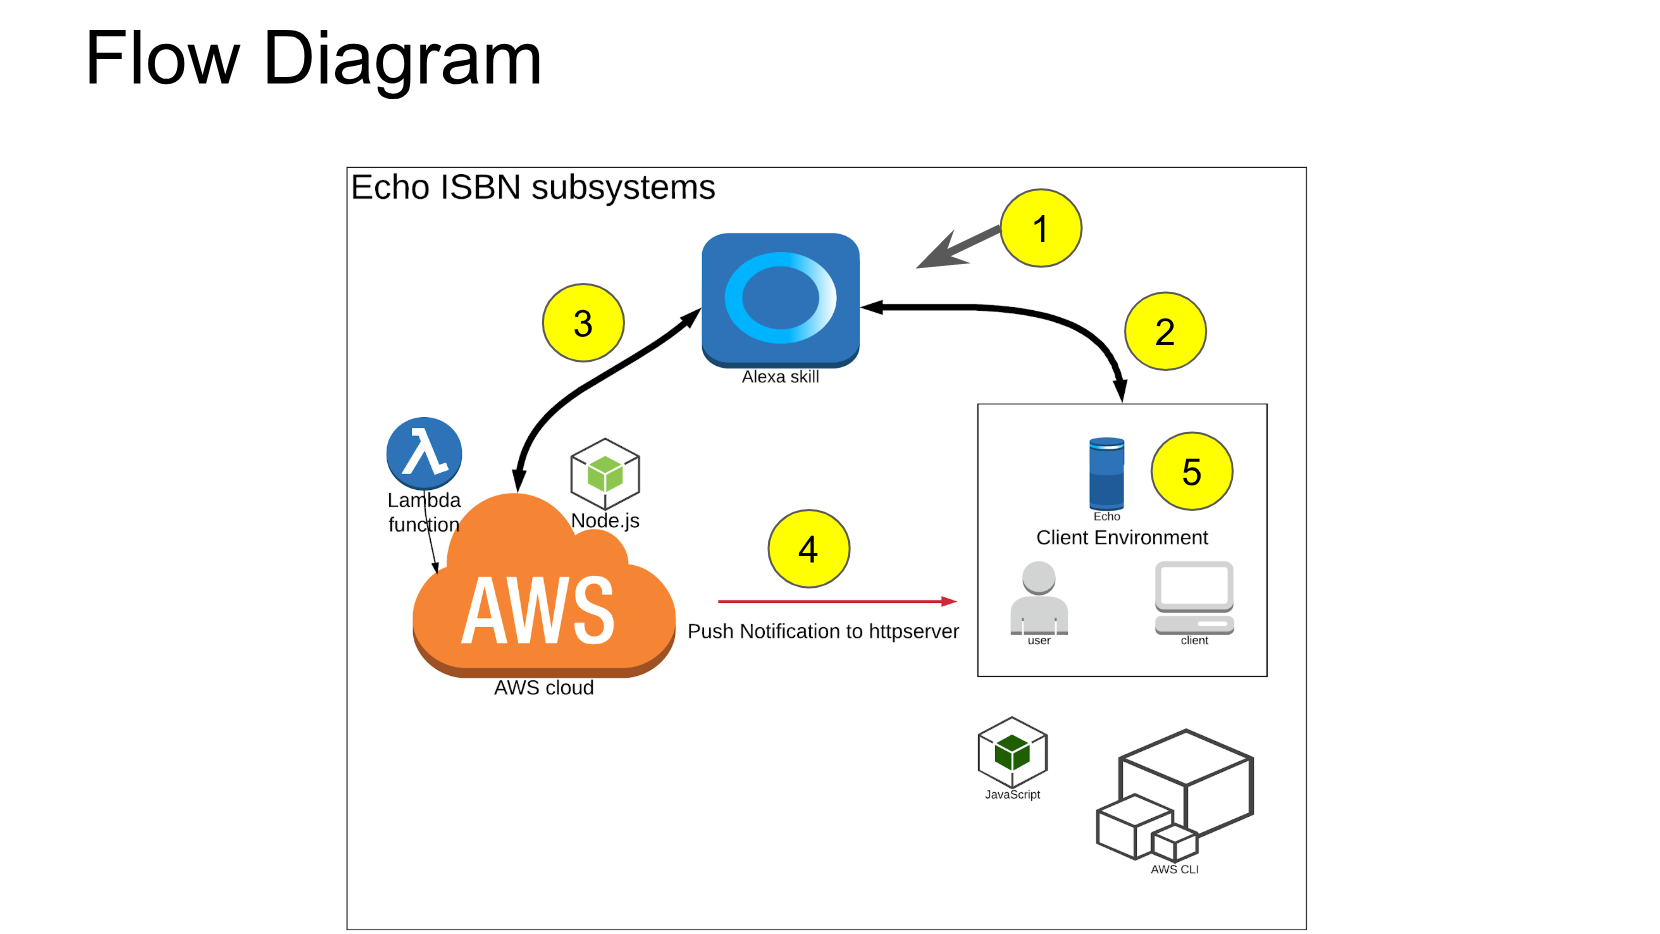 Flow Diagram
Echo ISBN subsystems
1
3
2
Alexa skill
λ
Lambda
function
Node.js
5
Echo
Client Environment
4
AWS
Push Notification to httpserver
user
client
AWS cloud
JavaScript
AWS CLI